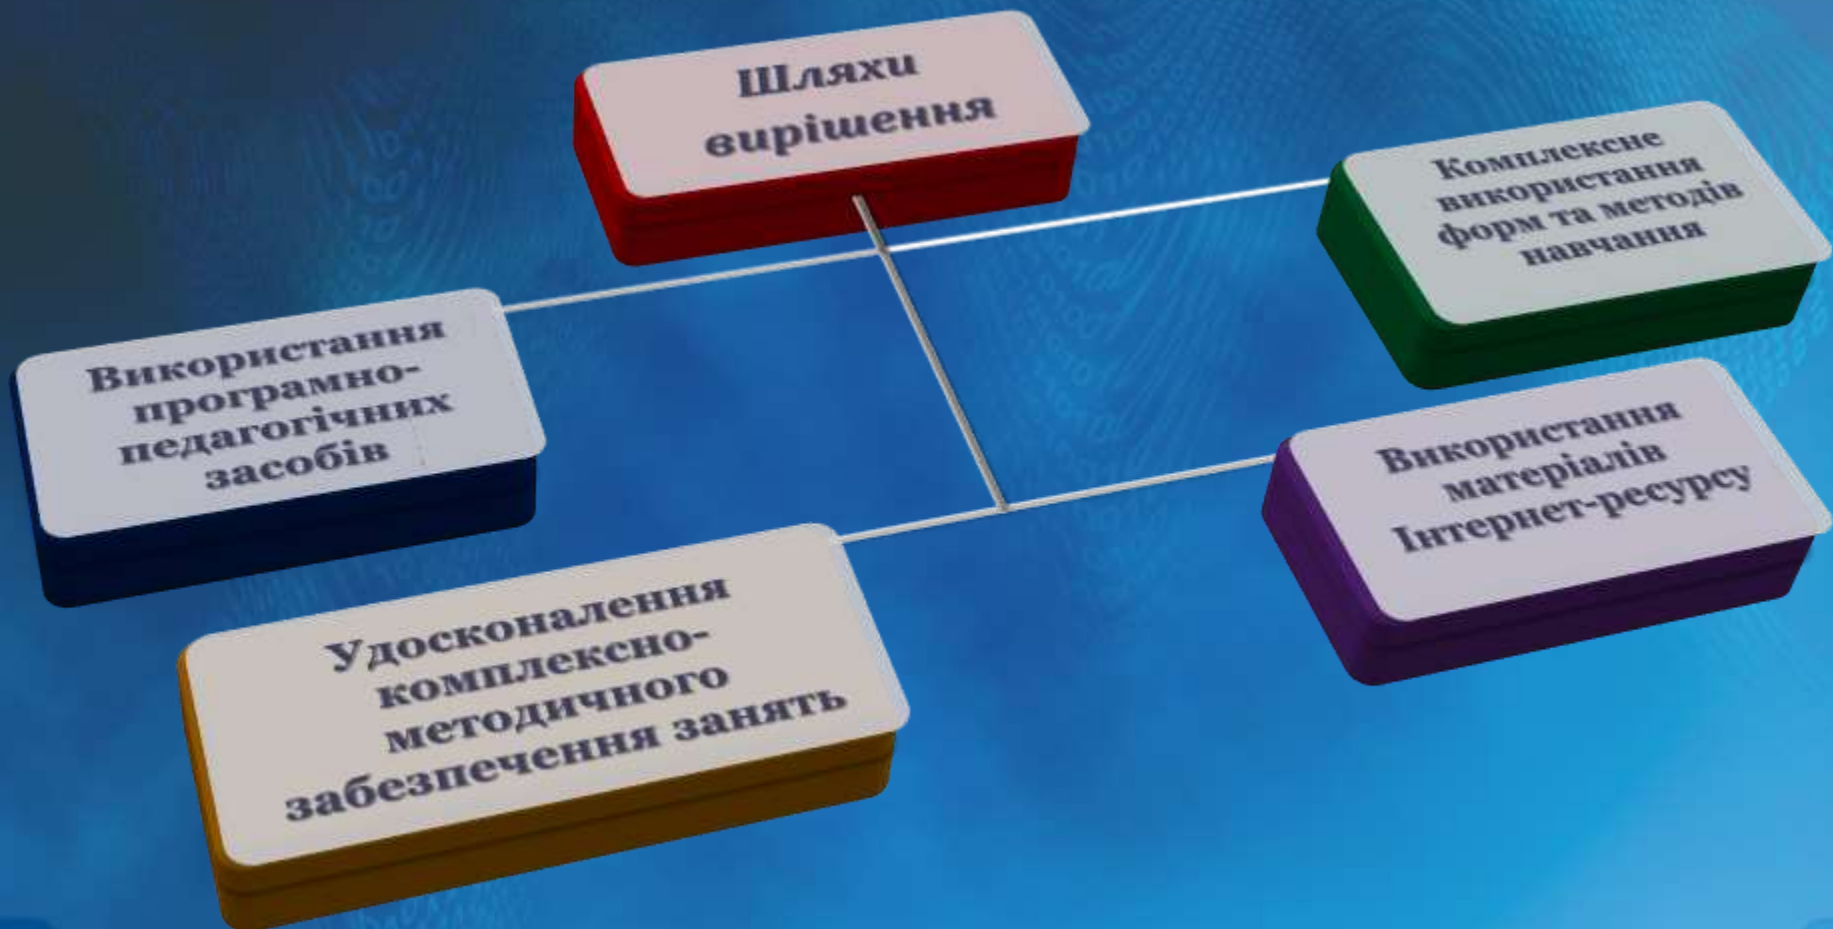 Шляхи
вирішення
Комплексне
використання
форм та методів
навчання
Використання
програмно-
педагогічних
засобів
Використання
матеріалів
Інтернет-ресурсу
Удосконалення
комплексно-
методичного
забезпечення занять